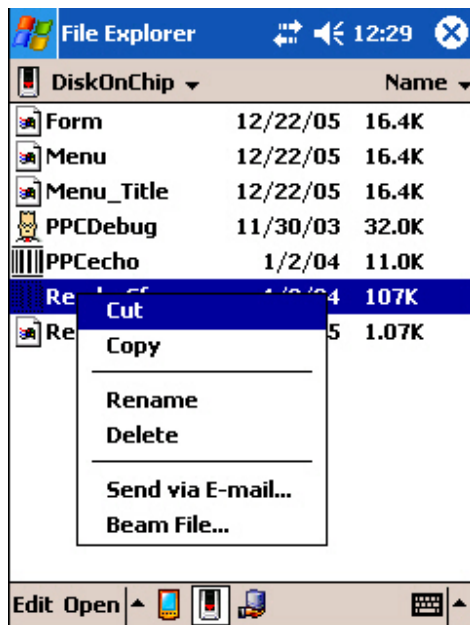 File Explorer 12:29
DiskOnChip Name
Form 12/22/05 16.4K
Menu 12/22/05 16.4K
Menu_Title 12/22/05 16.4K
PPCDebug 11/30/03 32.0K
PPCecho 1/2/04 11.0K
107K
1.07K
Cut
Copy
Rename
Delete
Send via E-mail...
Beam File...
Edit Open